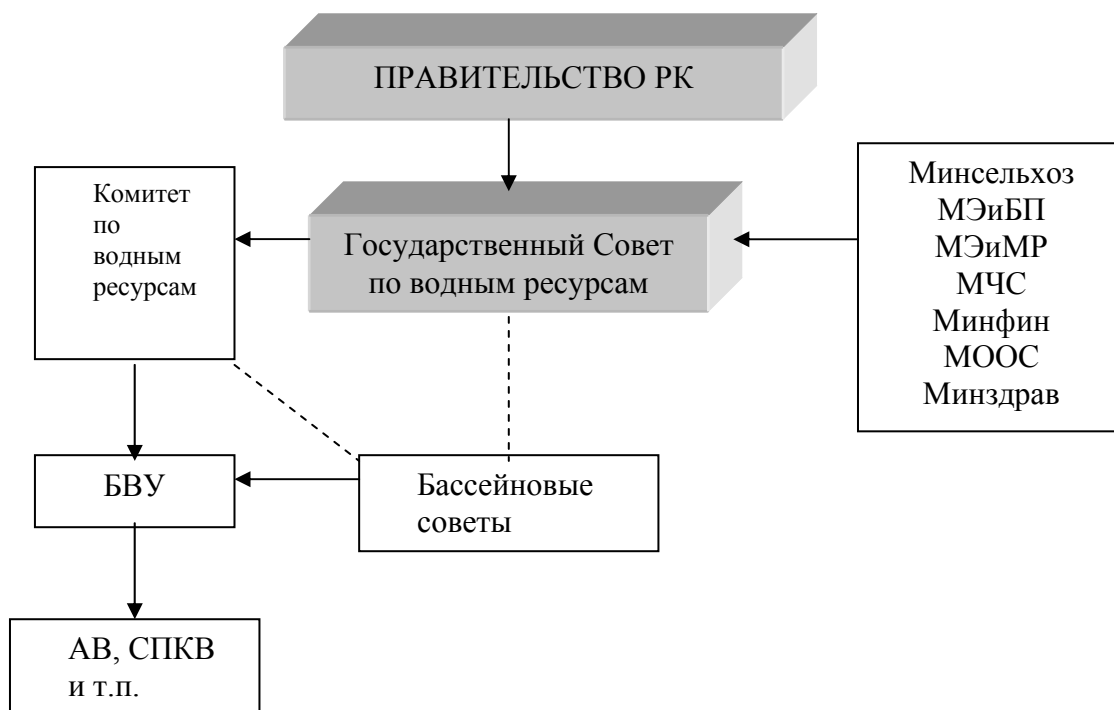 ПРАВИТЕЛЬСТВО РК
Комитет
по
водным
ресурсам
Государственный Совет
по водным ресурсам
Минсельхоз
МЭиБП
МЭиМР
МЧС
Минфин
МООС
Минздрав
БВУ
Бассейновые
советы
АВ, СПКВ
и т.п.